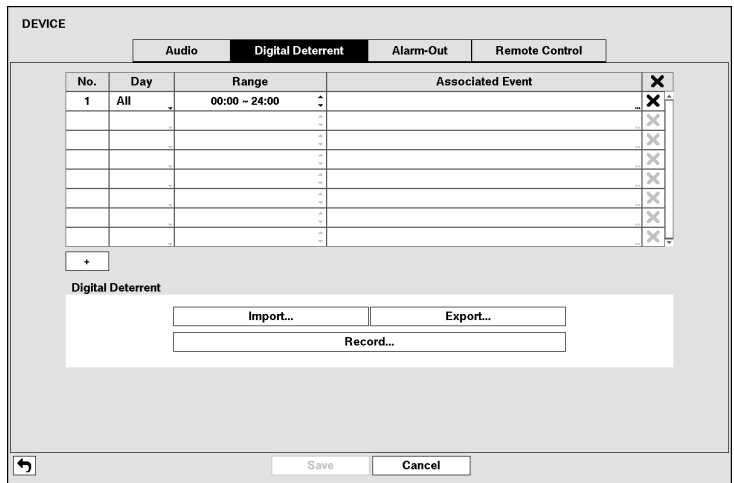 DEVICE
Audio Digital Deterrent Alarm-Out Remote Control
No. Day Range Associated Event
1 All 00:00 ~ 24:00 ...
...
...
...
...
...
...
...
+
Digital Deterrent
Import... Export...
Record...
Save Cancel